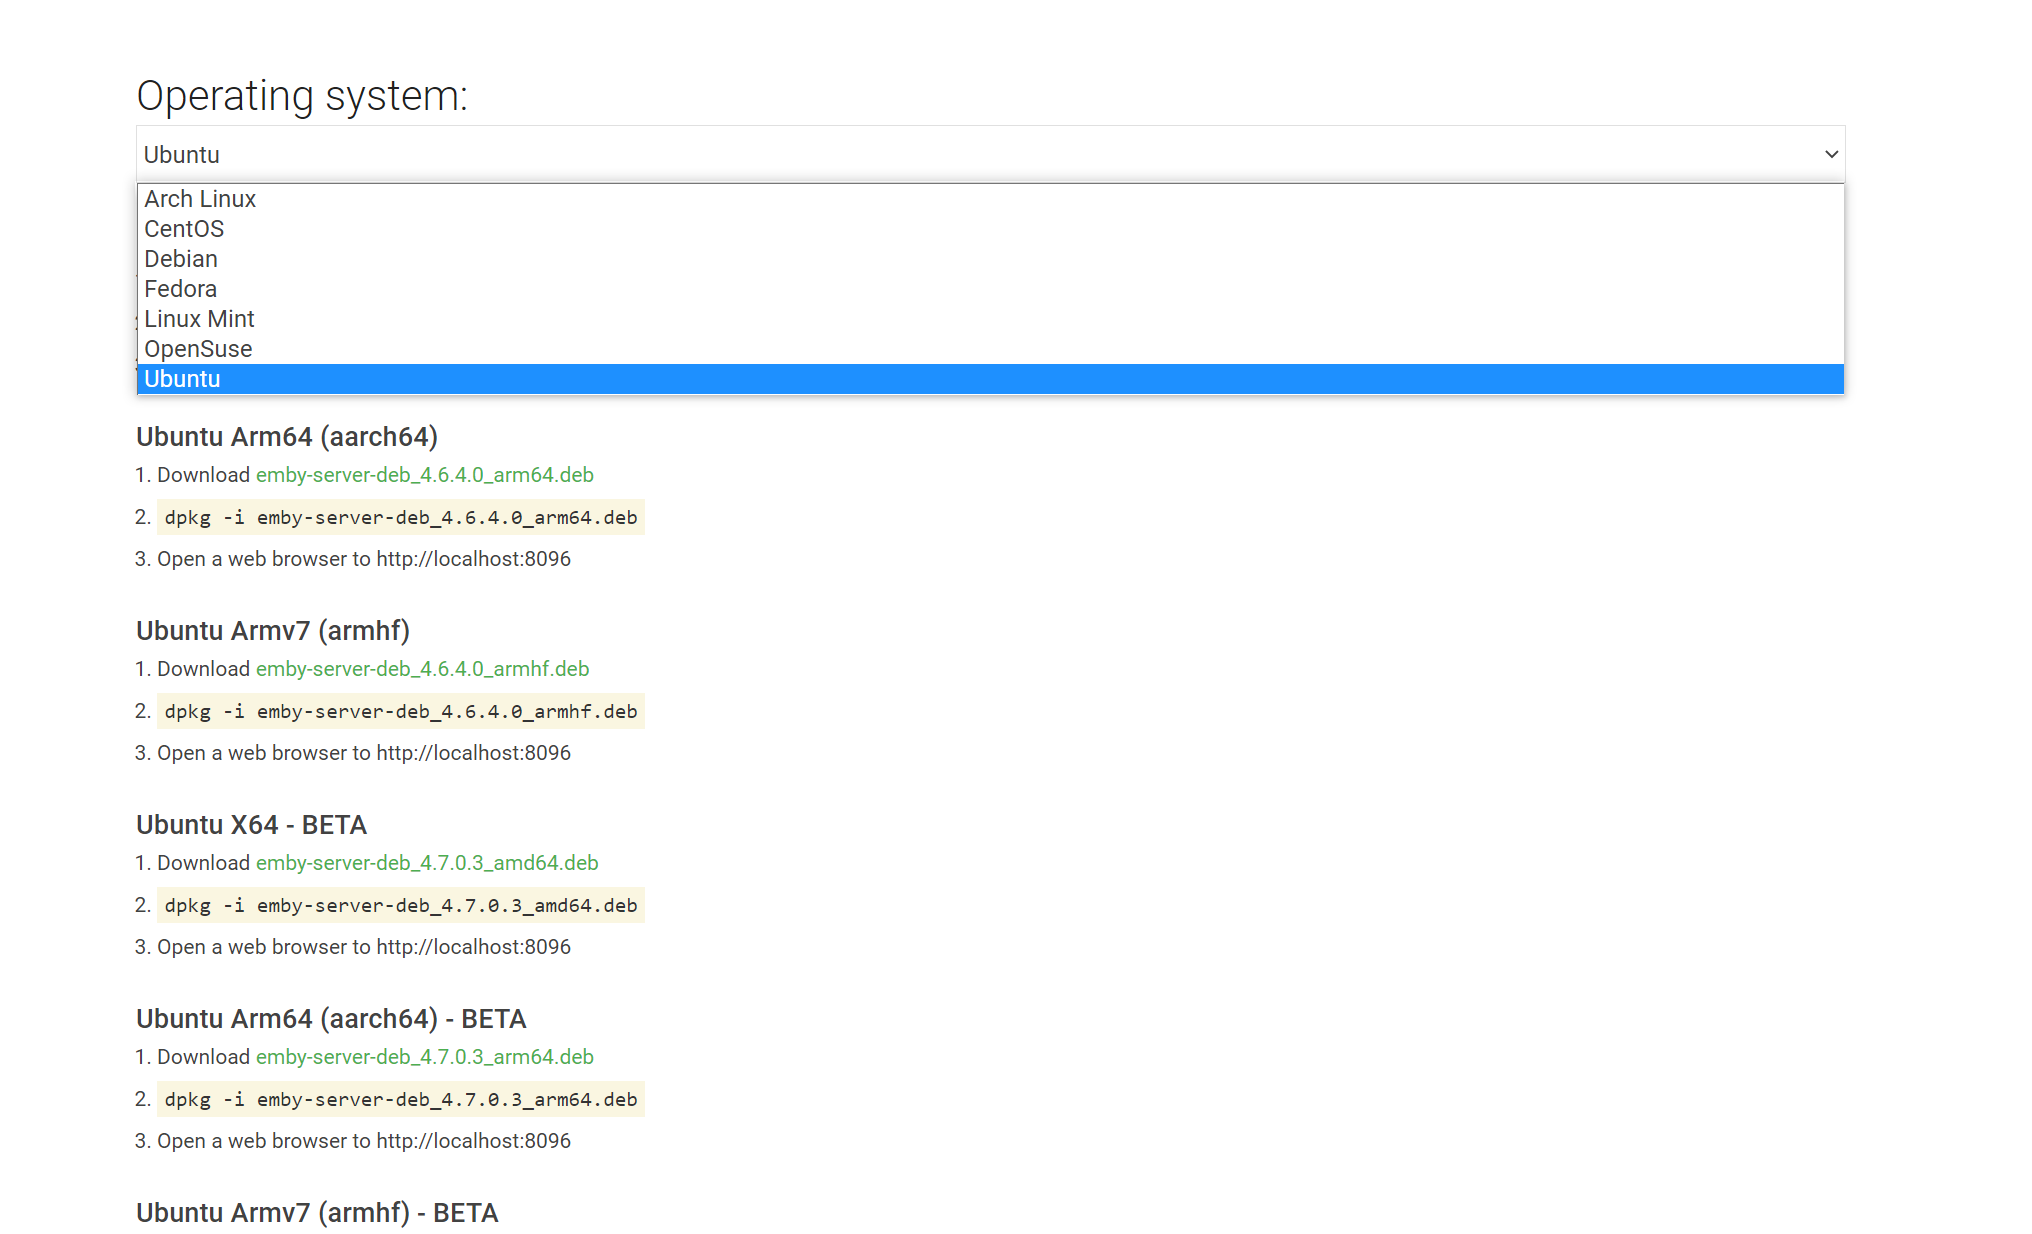 Operating system:
Ubuntu
Arch Linux
CentOS
Debian
Fedora
Linux Mint
OpenSuse
Ubuntu
Ubuntu Arm64 (aarch64)
1. Download emby-server-deb_4.6.4.0_arm64.deb
2. dpkg -i emby-server-deb_4.6.4.0_arm64.deb
3. Open a web browser to http://localhost:8096
Ubuntu Armv7 (armhf)
1. Download emby-server-deb_4.6.4.0_armhf.deb
2. dpkg -i emby-server-deb_4.6.4.0_armhf.deb
3. Open a web browser to http://localhost:8096
Ubuntu X64 - BETA
1. Download emby-server-deb_4.7.0.3_amd64.deb
2. dpkg -i emby-server-deb_4.7.0.3_amd64.deb
3. Open a web browser to http://localhost:8096
Ubuntu Arm64 (aarch64) - BETA
1. Download emby-server-deb_4.7.0.3_arm64.deb
2. dpkg -i emby-server-deb_4.7.0.3_arm64.deb
3. Open a web browser to http://localhost:8096
Ubuntu Armv7 (armhf) - BETA